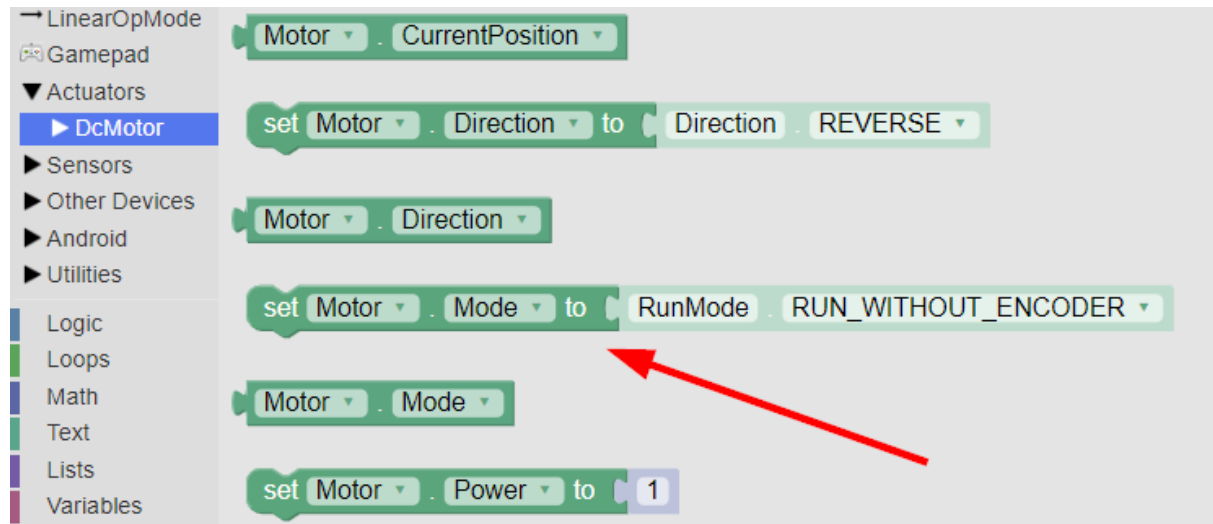 LinearOpMode
Gamepad
Actuators
DcMotor
Sensors
Other Devices
Android
Utilities
Logic
Loops
Math
Text
Lists
Variables
Motor . CurrentPosition
set Motor . Direction to Direction . REVERSE
Motor . Direction
set Motor . Mode to RunMode . RUN_WITHOUT_ENCODER
Motor . Mode
set Motor . Power to 1